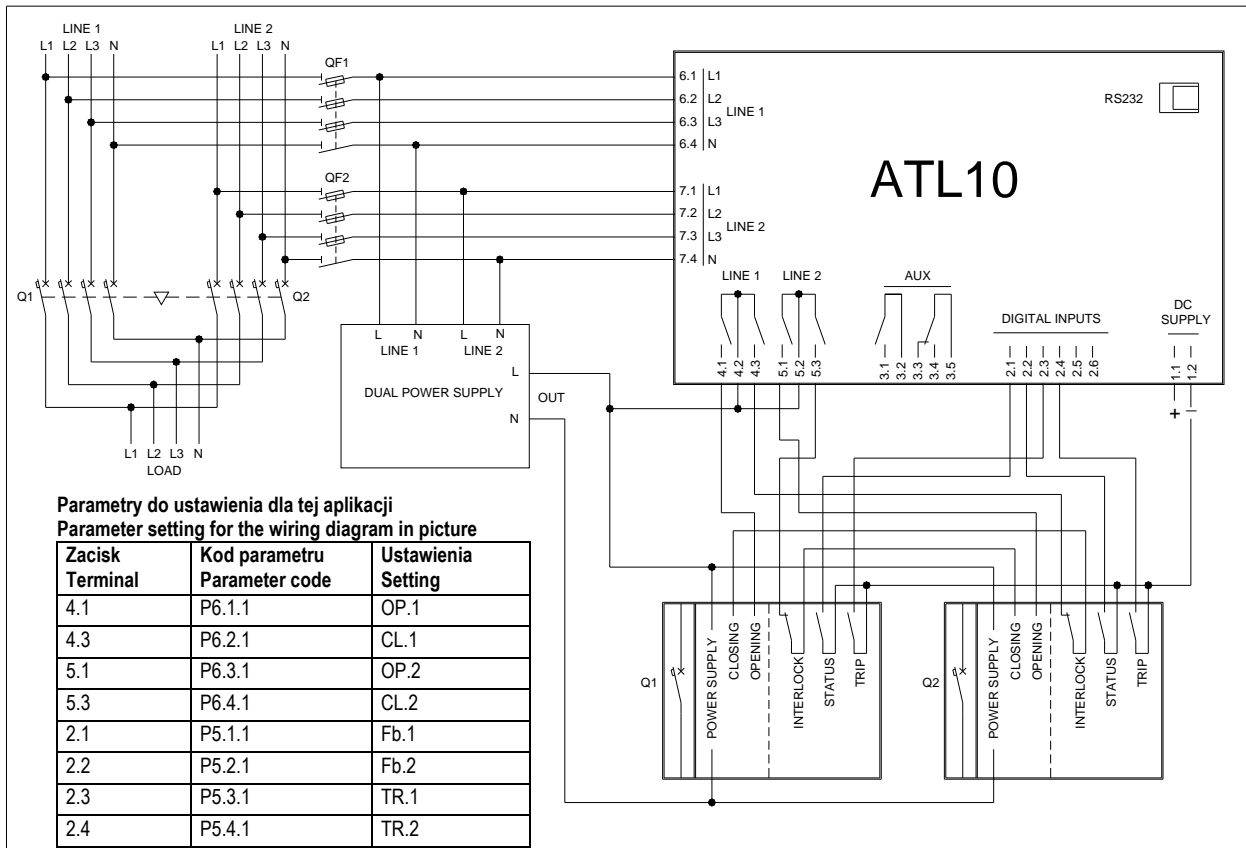 LINE 1 LINE 2
L1 L2 L3 N L1 L2 L3 N
QF1
6.1 L1
6.2 L2
6.3 L3
6.4 N
LINE 1
RS232
ATL10
QF2
7.1 L1
7.2 L2
7.3 L3
7.4 N
LINE 2
Q1 Q2
LINE 1 LINE 2 AUX
DIGITAL INPUTS
DC
SUPPLY
4.1 4.2 4.3 5.1 5.2 5.3 3.1 3.2 3.3 3.4 3.5 2.1 2.2 2.3 2.4 2.5 2.6 1.1 1.2
+ –
L N L N
LINE 1 LINE 2
L
DUAL POWER SUPPLY OUT
N
L1 L2 L3 N
LOAD
Parametry do ustawienia dla tej aplikacji
Parameter setting for the wiring diagram in picture
Zacisk Kod parametru Ustawienia
Terminal Parameter code Setting
4.1 P6.1.1 OP.1
4.3 P6.2.1 CL.1
5.1 P6.3.1 OP.2
5.3 P6.4.1 CL.2
2.1 P5.1.1 Fb.1
2.2 P5.2.1 Fb.2
2.3 P5.3.1 TR.1
2.4 P5.4.1 TR.2
Q1
POWER SUPPLY
CLOSING
OPENING
INTERLOCK
STATUS
TRIP
Q2
POWER SUPPLY
CLOSING
OPENING
INTERLOCK
STATUS
TRIP